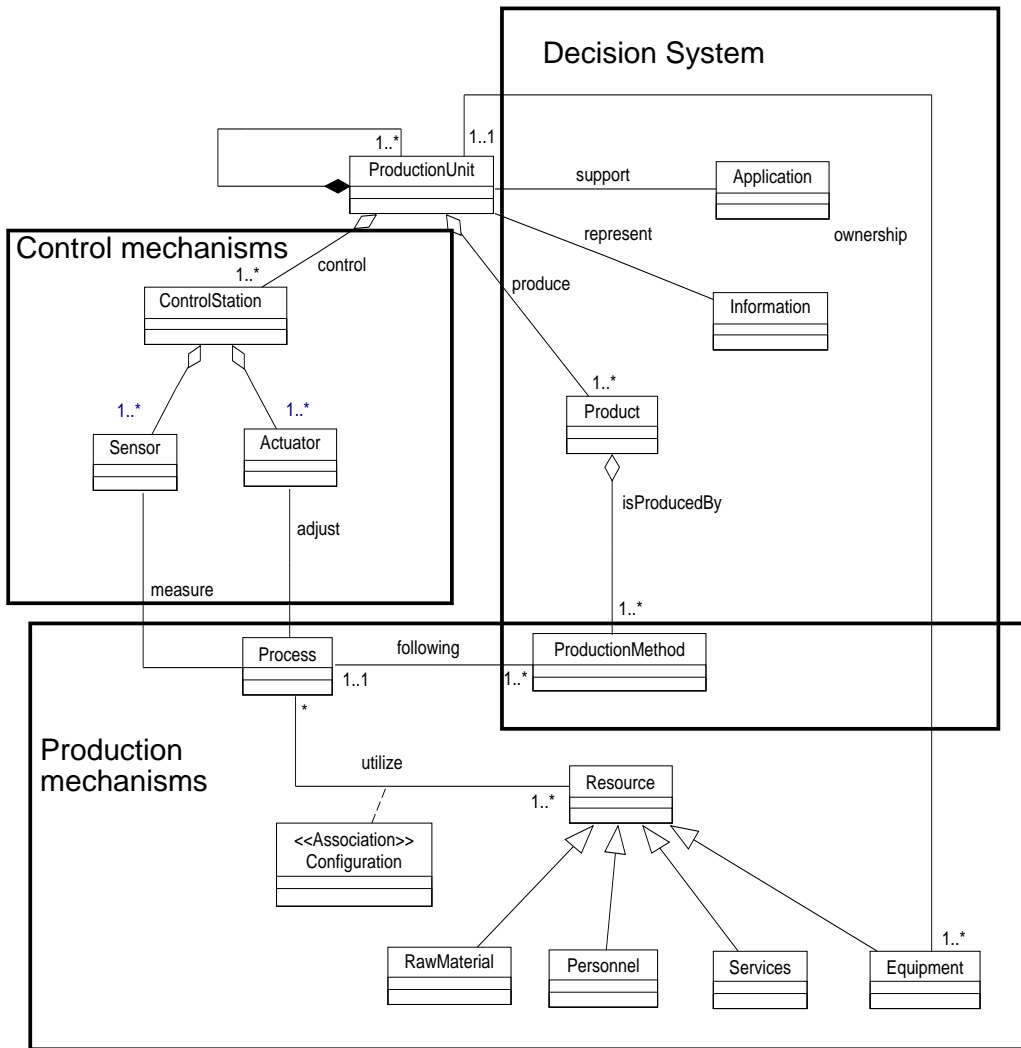 Decision System
1..*
1..1
ProductionUnit
support
Application
represent
ownership
Control mechanisms
control
1..*
produce
ControlStation
Information
1..*
1..*
1..*
Product
Sensor
Actuator
isProducedBy
adjust
measure
1..*
Process
following
ProductionMethod
1..1
1..*
*
Production
mechanisms
utilize
Resource
1..*
<<Association>>
Configuration
1..*
RawMaterial
Personnel
Services
Equipment